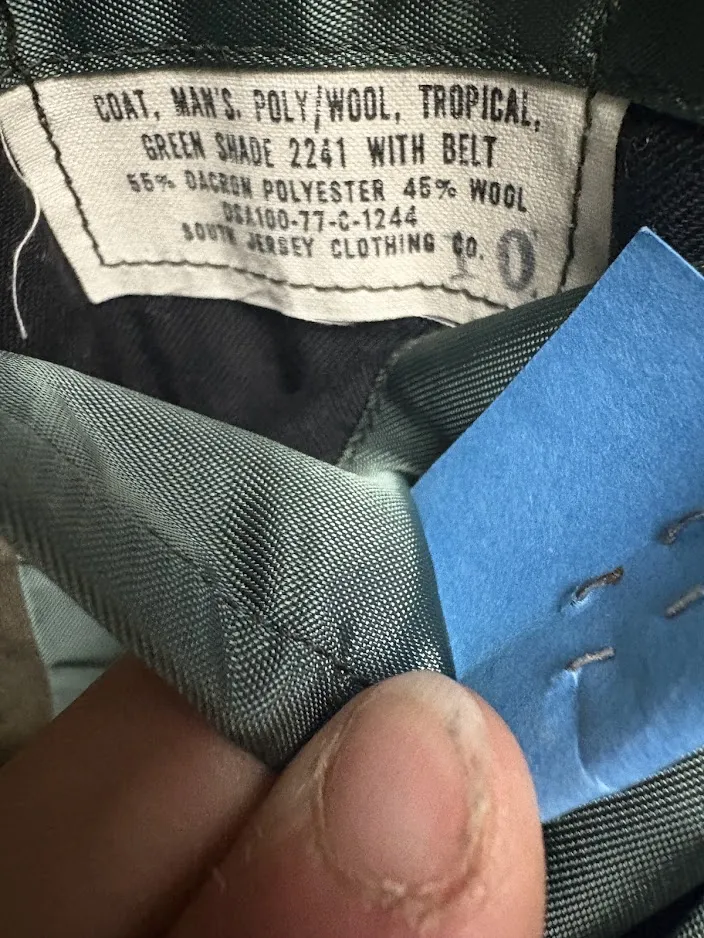 COAT, MAN'S, POLY/WOOL, TROPICAL,
GREEN SHADE 2241 WITH BELT
55% DACRON POLYESTER 45% WOOL
DSA100-77-C-1244
SOUTH JERSEY CLOTHING CO.
10